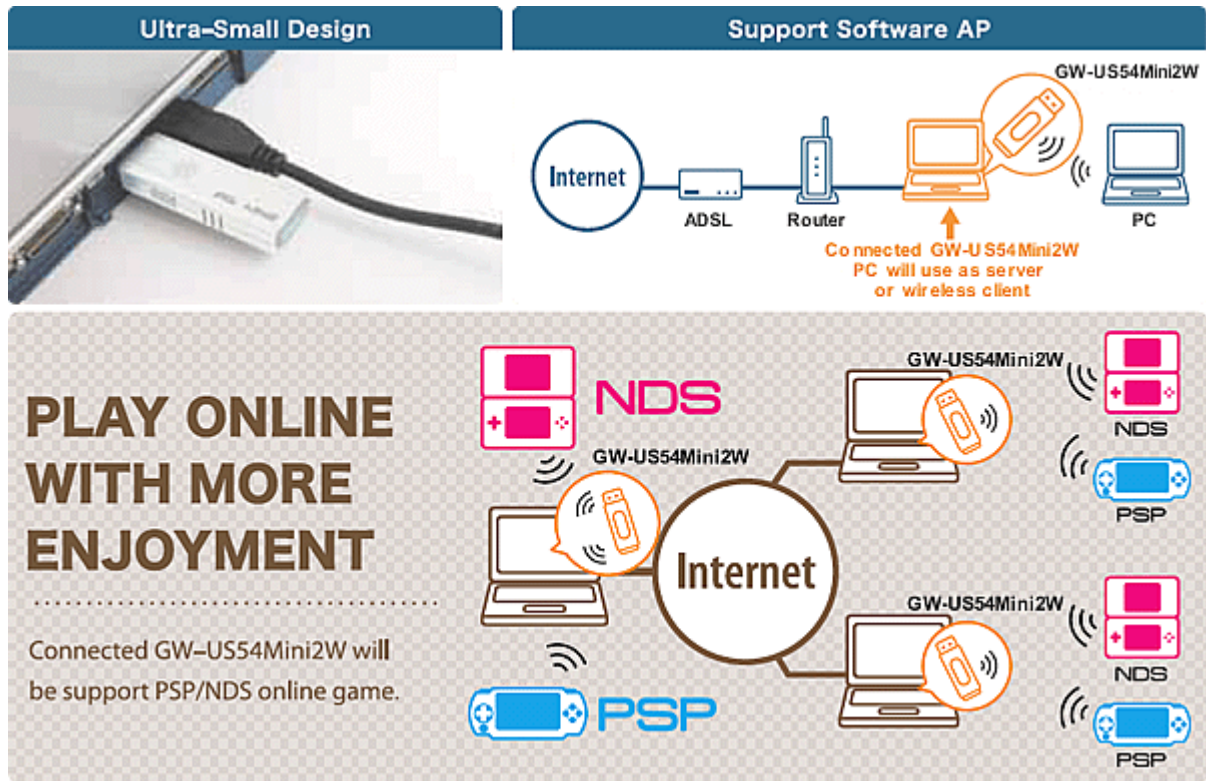 Ultra-Small Design
Support Software AP
GW-US54Mini2W
Internet
ADSL
Router
PC
Connected GW-US54Mini2W
PC will use as server
or wireless client
PLAY ONLINE
WITH MORE
ENJOYMENT
Connected GW-US54Mini2W will
be support PSP/NDS online game.
NDS
GW-US54Mini2W
PSP
Internet
GW-US54Mini2W
NDS
PSP
GW-US54Mini2W
NDS
PSP